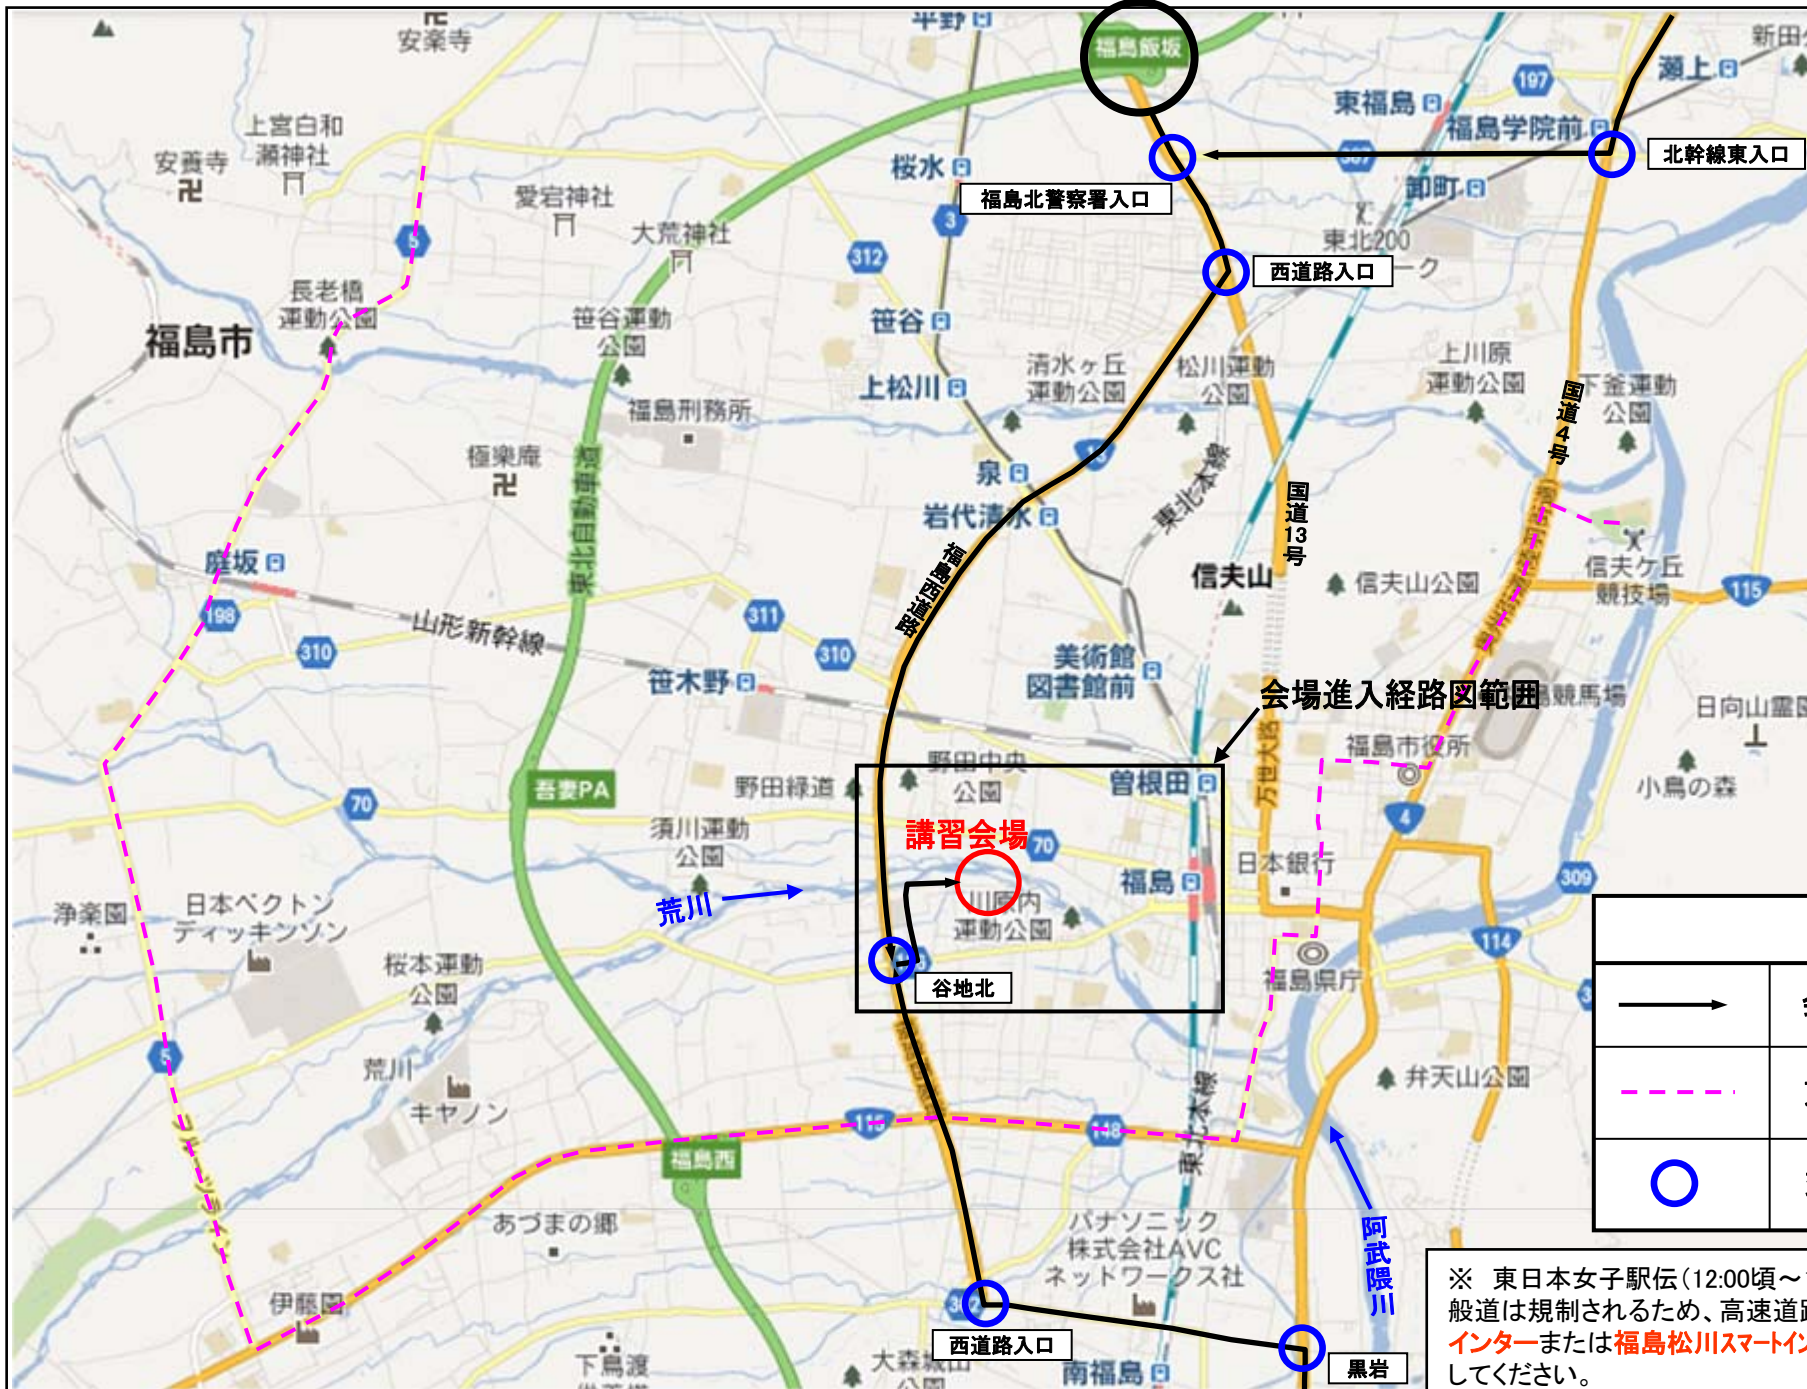 安楽寺
平野
福島飯坂
新田
瀬上
197
東福島
福島学院前
北幹線東入口
上宮白和
瀬神社
安養寺
愛宕神社
桜水
福島北警察署入口
卸町
3
5
大荒神社
312
東北200
西道路入口
ーク
長老橋
運動公園
笹谷運動
公園
笹谷
福島市
清水ヶ丘
運動公園
松川運動
公園
上川原
運動公園
下釜運動
公園
上松川
福島刑務所
国道4号
極楽庵
泉
13
東北自動車道
東北本線
国道13号
岩代清水
福島西道路
庭坂
信夫山
信夫山公園
信夫ケ丘
競技場
115
198
311
山形新幹線
310
310
笹木野
美術館
図書館前
会場進入経路図範囲
競馬場
日向山霊園
福島市役所
万世大路
小鳥の森
野田中央
公園
曽根田
野田緑道
吾妻PA
70
4
須川運動
公園
講習会場
70
日本銀行
福島
309
荒川
川原内
運動公園
浄楽園
日本ベクトン
ディッキンソン
114
桜本運動
公園
谷地北
福島県庁
5
荒川
キヤノン
弁天山公園
東北本線
115
148
福島西
フルーツライン
あづまの郷
パナソニック
株式会社AVC
ネットワークス社
阿武隈川
伊藤園
西道路入口
黒岩
下鳥渡
大森城山
公園
南福島
※　東日本女子駅伝(12:00頃～
般道は規制されるため、高速道路
インターまたは福島松川スマートイン
してください。